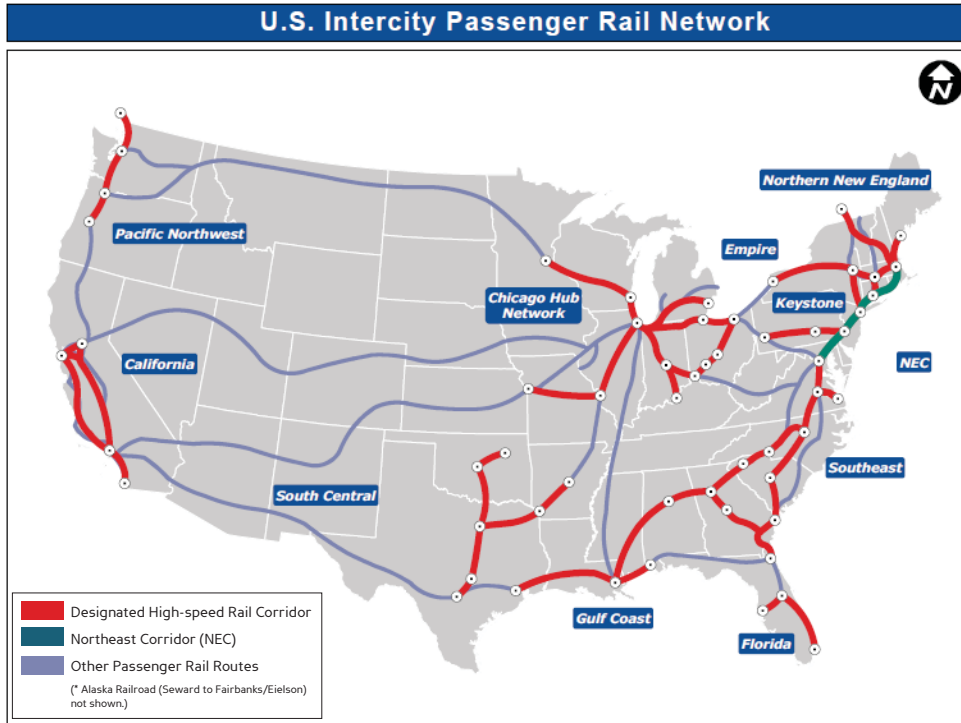 U.S. Intercity Passenger Rail Network
N
Northern New England
Pacific Northwest
Empire
Chicago Hub
Network
Keystone
California
NEC
Southeast
South Central
Gulf Coast
Florida
Designated High-speed Rail Corridor
Northeast Corridor (NEC)
Other Passenger Rail Routes
(* Alaska Railroad (Seward to Fairbanks/Eielson)
not shown.)